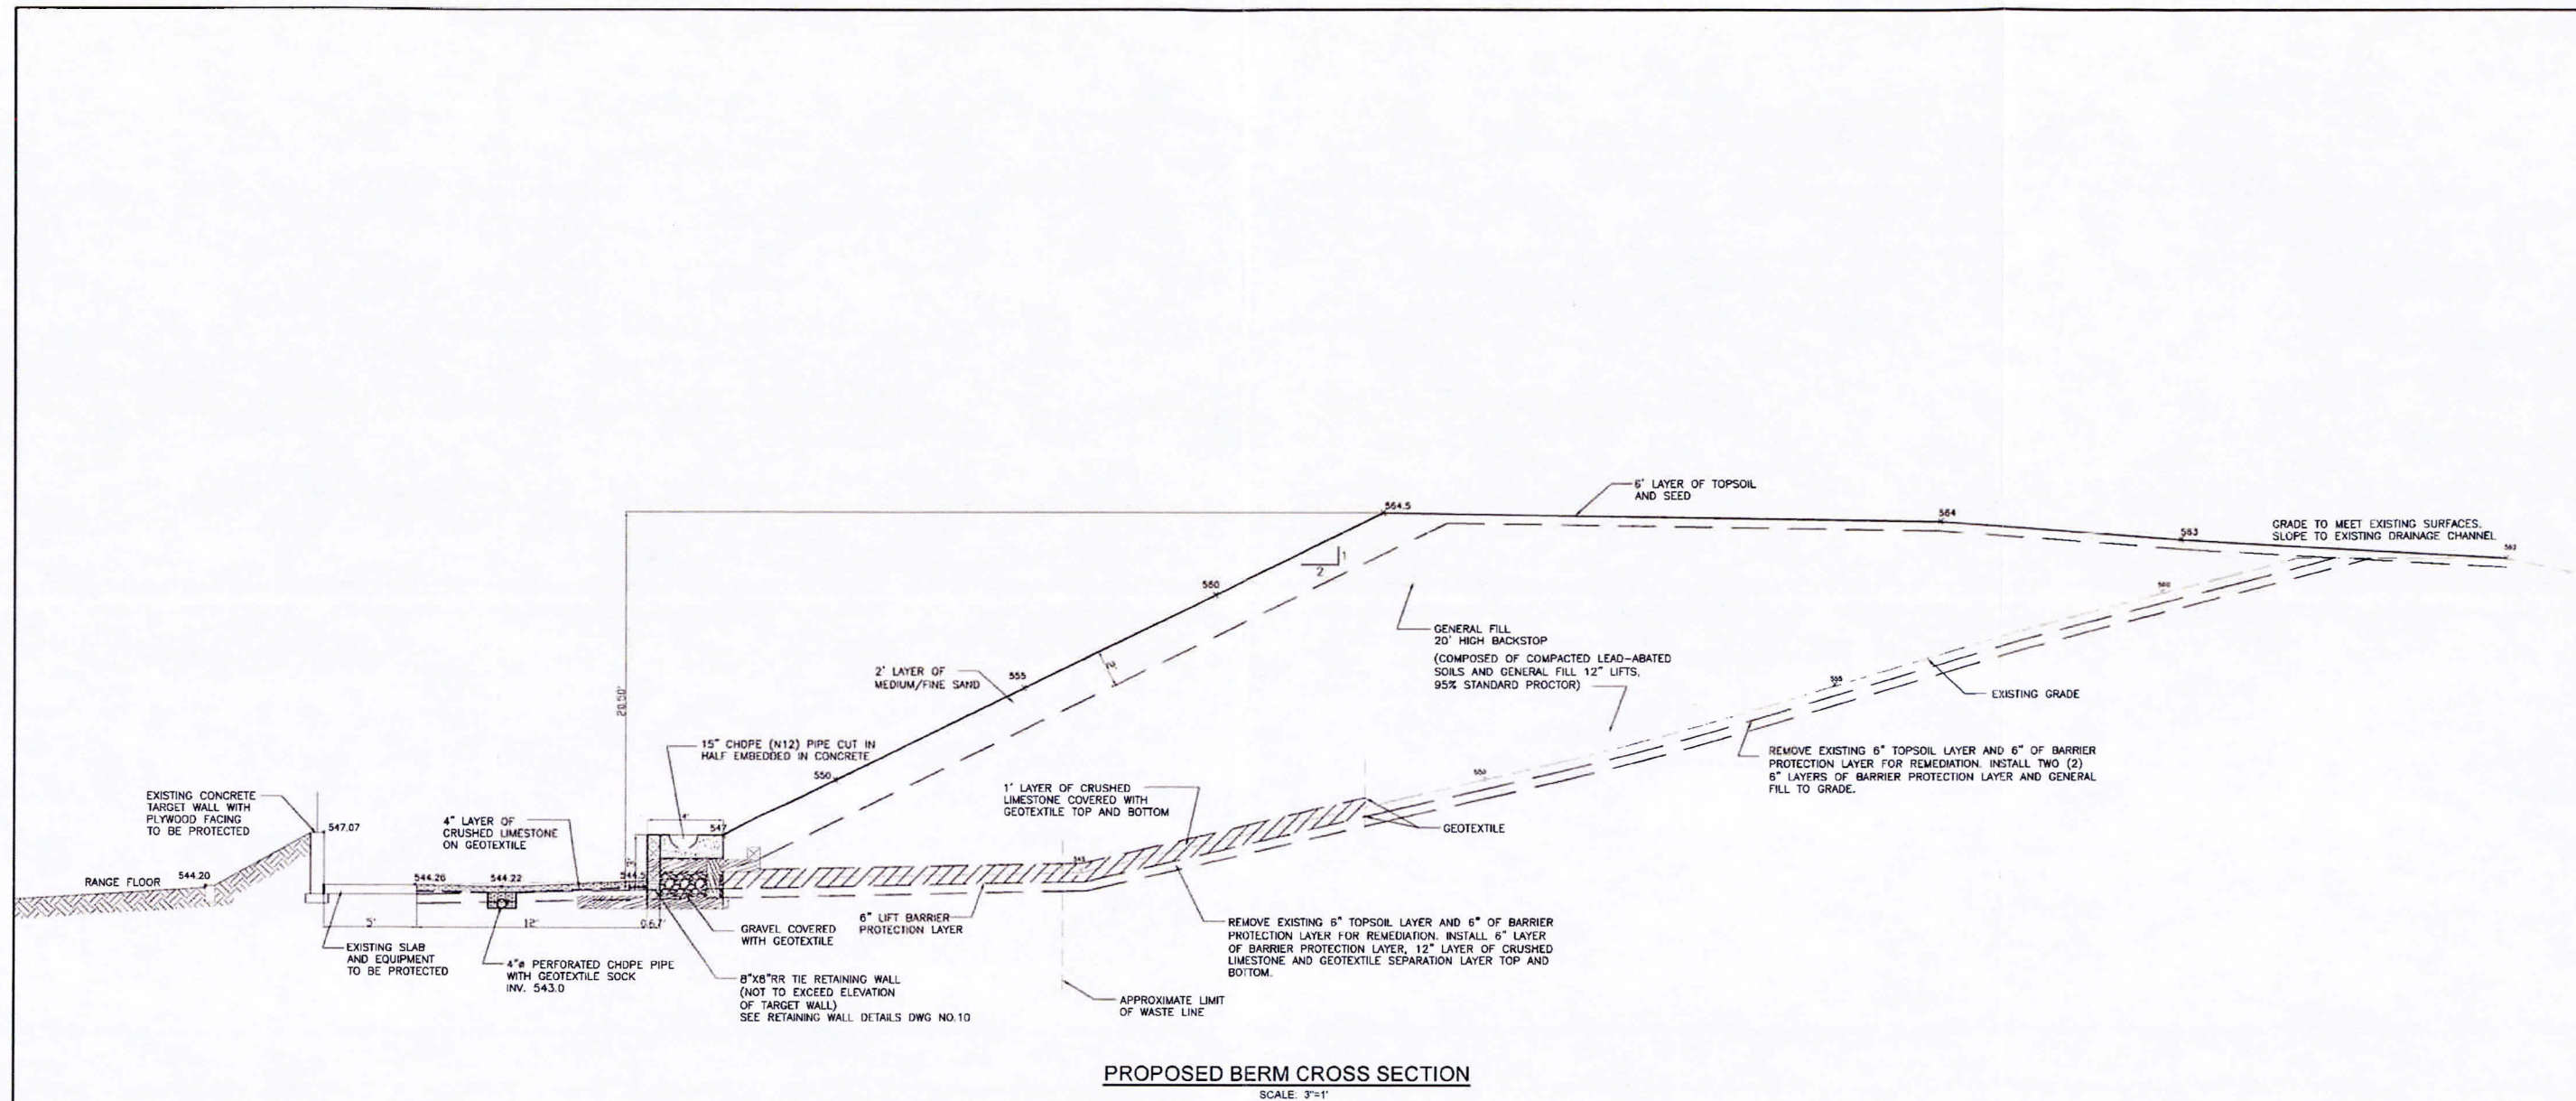 6" LAYER OF TOPSOIL
AND SEED
564.5
564
563
GRADE TO MEET EXISTING SURFACES.
SLOPE TO EXISTING DRAINAGE CHANNEL
1
2
560
560
GENERAL FILL
20' HIGH BACKSTOP
(COMPOSED OF COMPACTED LEAD-ABATED
SOILS AND GENERAL FILL 12" LIFTS,
95% STANDARD PROCTOR)
2' LAYER OF
MEDIUM/FINE SAND
555
2'
555
EXISTING GRADE
20.50'
15" CHDPE (N12) PIPE CUT IN
HALF EMBEDDED IN CONCRETE
550
REMOVE EXISTING 6" TOPSOIL LAYER AND 6" OF BARRIER
PROTECTION LAYER FOR REMEDIATION. INSTALL TWO (2)
6" LAYERS OF BARRIER PROTECTION LAYER AND GENERAL
FILL TO GRADE.
EXISTING CONCRETE
TARGET WALL WITH
PLYWOOD FACING
TO BE PROTECTED
547.07
4" LAYER OF
CRUSHED LIMESTONE
ON GEOTEXTILE
4'
547
3'
1' LAYER OF CRUSHED
LIMESTONE COVERED WITH
GEOTEXTILE TOP AND BOTTOM
GEOTEXTILE
RANGE FLOOR
544.20
544.26
544.22
544.5
5'
12'
0.67'
EXISTING SLAB
AND EQUIPMENT
TO BE PROTECTED
4"ø PERFORATED CHDPE PIPE
WITH GEOTEXTILE SOCK
INV. 543.0
GRAVEL COVERED
WITH GEOTEXTILE
6" LIFT BARRIER
PROTECTION LAYER
8"X8"RR TIE RETAINING WALL
(NOT TO EXCEED ELEVATION
OF TARGET WALL)
SEE RETAINING WALL DETAILS DWG NO.10
REMOVE EXISTING 6" TOPSOIL LAYER AND 6" OF BARRIER
PROTECTION LAYER FOR REMEDIATION. INSTALL 6" LAYER
OF BARRIER PROTECTION LAYER, 12" LAYER OF CRUSHED
LIMESTONE AND GEOTEXTILE SEPARATION LAYER TOP AND
BOTTOM.
APPROXIMATE LIMIT
OF WASTE LINE
PROPOSED BERM CROSS SECTION
SCALE: 3"=1'